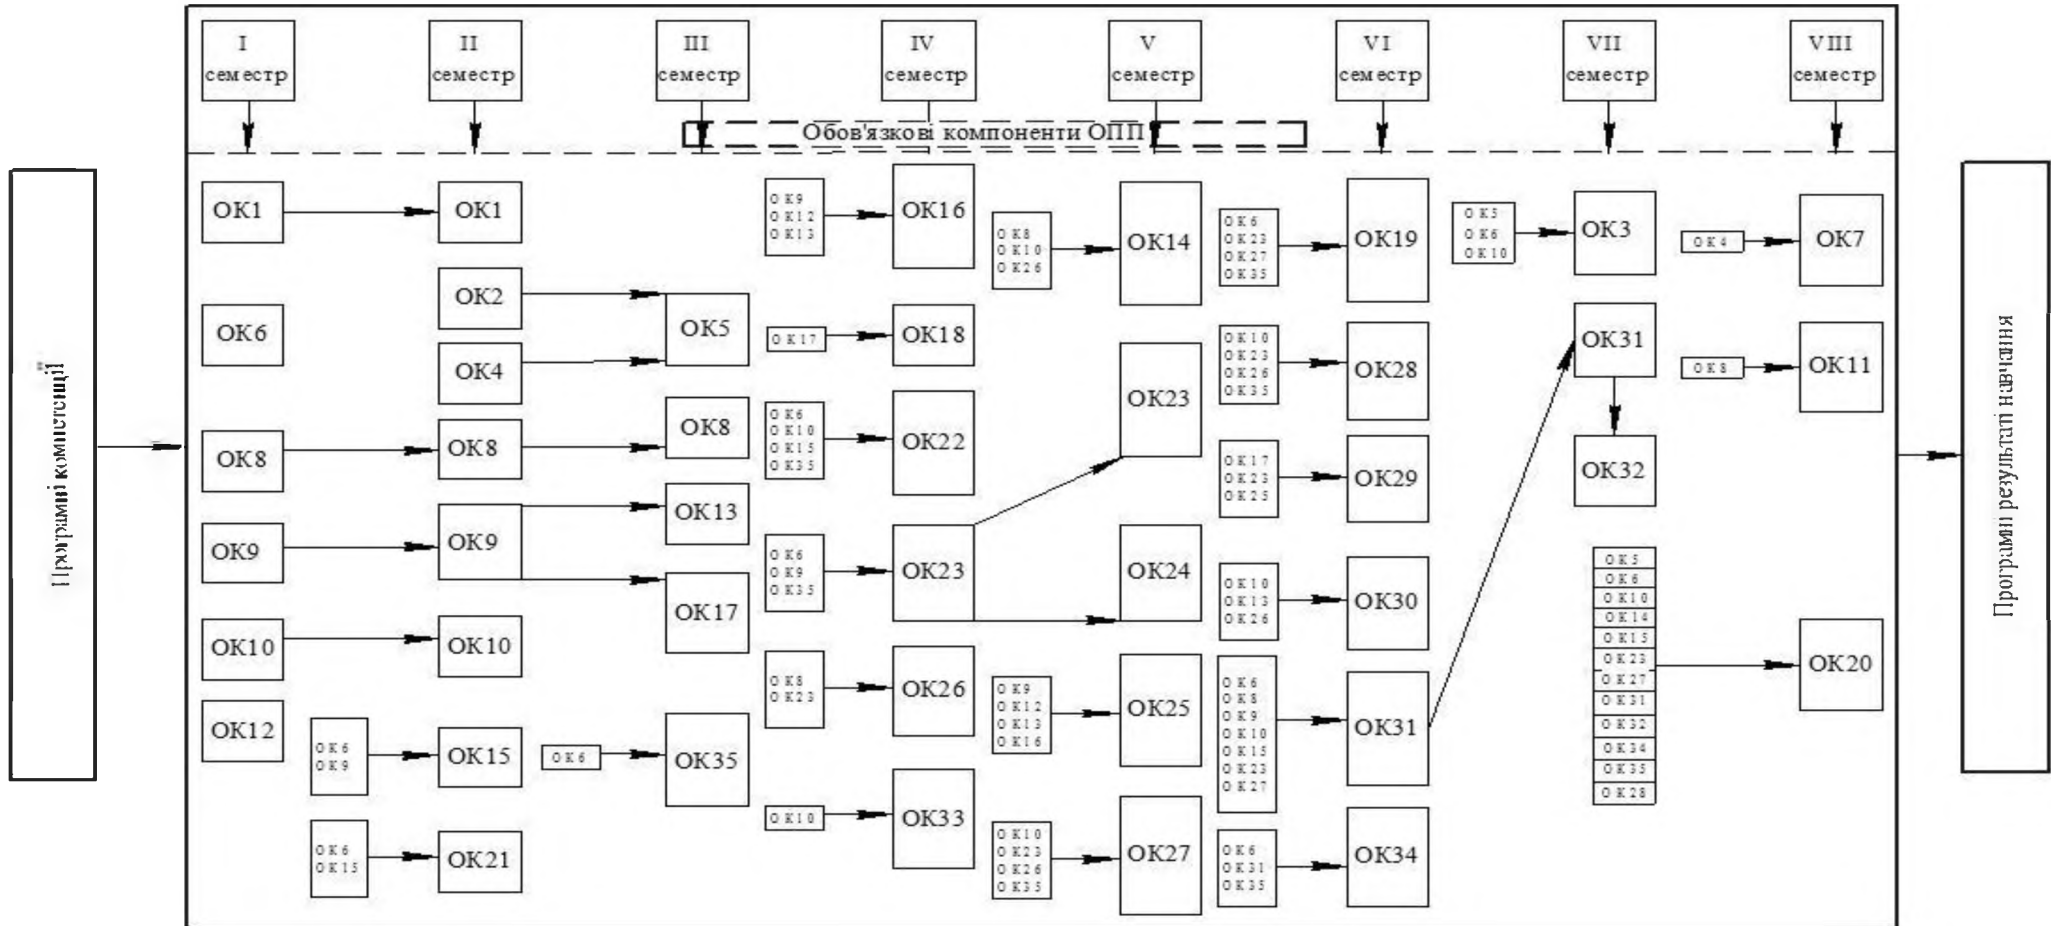 I
семестр
II
семестр
III
семестр
IV
семестр
V
семестр
VI
семестр
VII
семестр
VIII
семестр
Обов'язкові компоненти ОПП
Програмні компетенції
ОК1
ОК6
ОК8
ОК9
ОК10
ОК12
ОК6
ОК9
ОК6
ОК15
ОК1
ОК2
ОК4
ОК8
ОК9
ОК10
ОК15
ОК21
ОК6
ОК5
ОК8
ОК13
ОК17
ОК35
ОК9
ОК12
ОК13
ОК17
ОК6
ОК10
ОК15
ОК35
ОК6
ОК9
ОК35
ОК8
ОК23
ОК10
ОК16
ОК18
ОК22
ОК23
ОК26
ОК33
ОК8
ОК10
ОК26
ОК9
ОК12
ОК13
ОК16
ОК10
ОК23
ОК26
ОК35
ОК14
ОК23
ОК24
ОК25
ОК27
ОК6
ОК23
ОК27
ОК35
ОК10
ОК23
ОК26
ОК35
ОК17
ОК23
ОК25
ОК10
ОК13
ОК26
ОК6
ОК8
ОК9
ОК10
ОК15
ОК23
ОК27
ОК6
ОК31
ОК35
ОК19
ОК28
ОК29
ОК30
ОК31
ОК34
ОК5
ОК6
ОК10
ОК3
ОК31
ОК32
ОК5
ОК6
ОК10
ОК14
ОК15
ОК23
ОК27
ОК31
ОК32
ОК34
ОК35
ОК28
ОК4
ОК8
ОК7
ОК11
ОК20
Програмні результати навчання